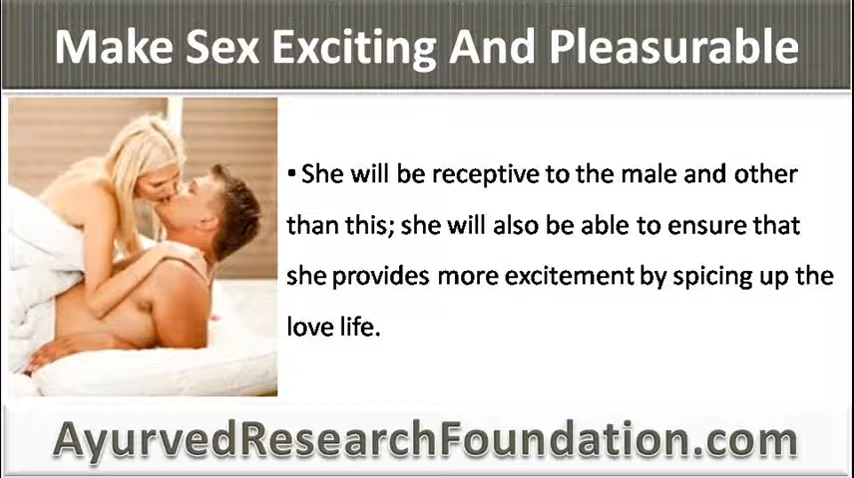 Make Sex Exciting And Pleasurable
▪ She will be receptive to the male and other
than this; she will also be able to ensure that
she provides more excitement by spicing up the
love life.
AyurvedResearchFoundation.com